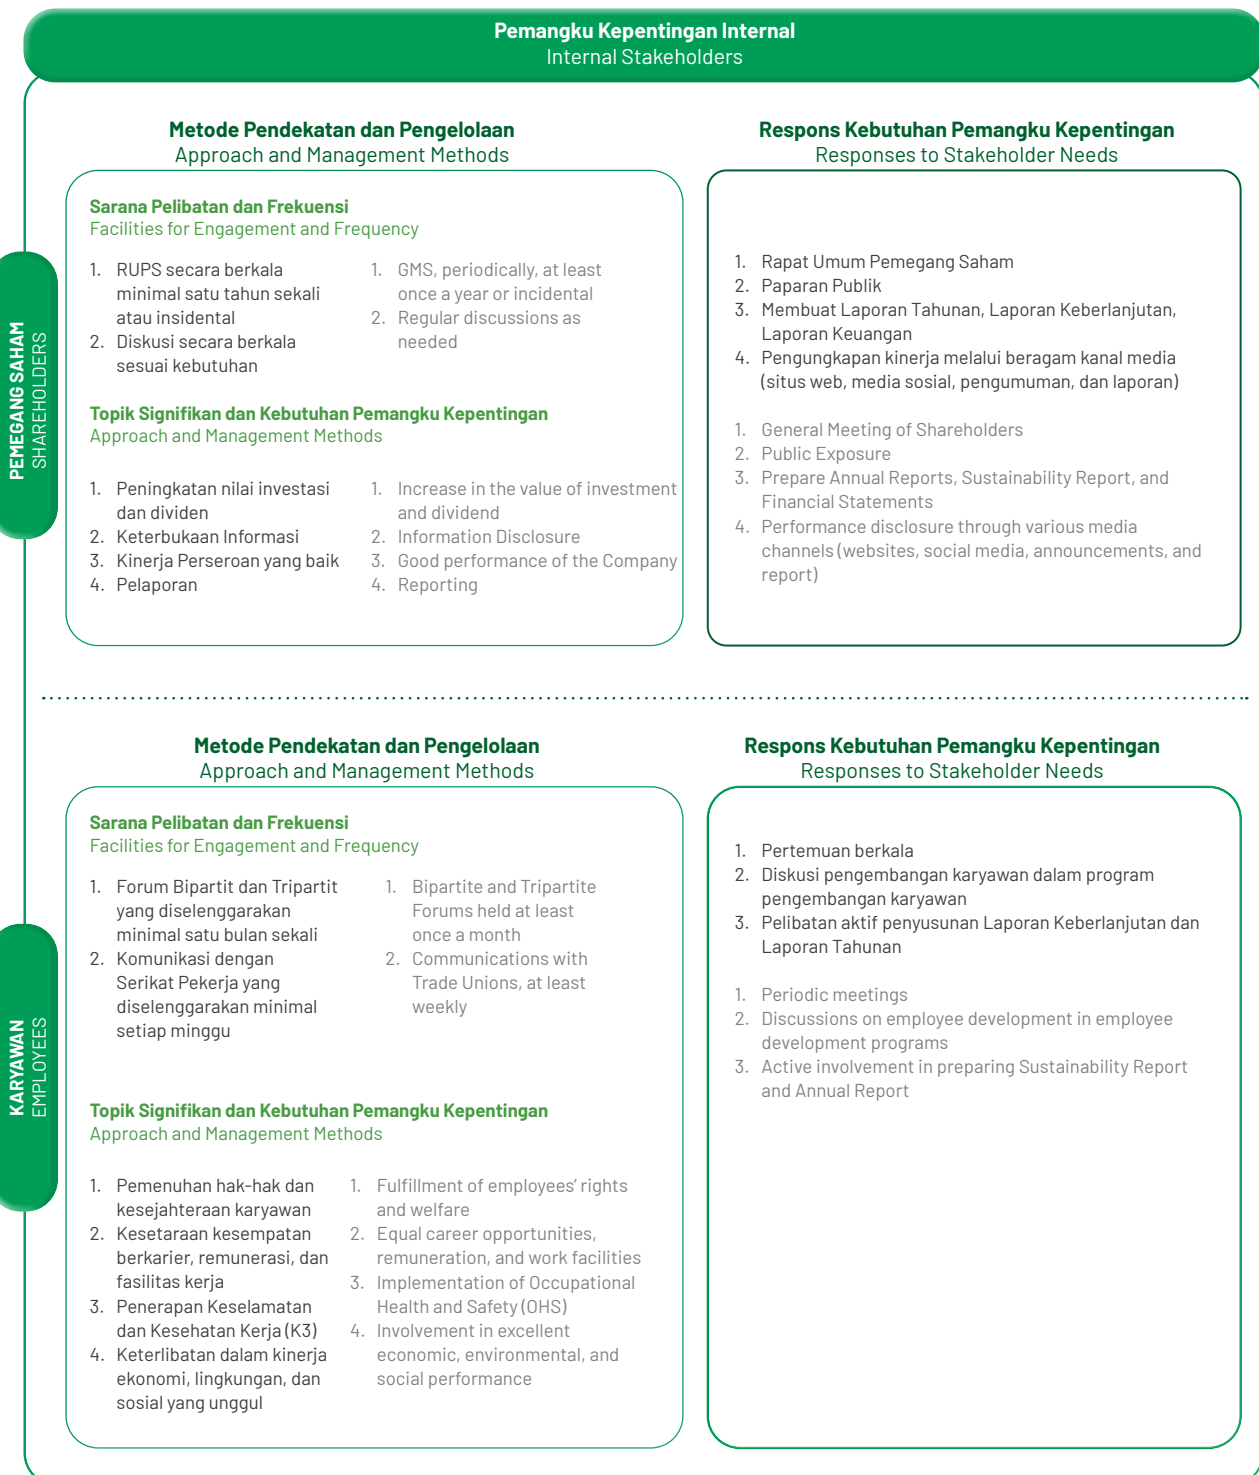 Pemangku Kepentingan Internal
Internal Stakeholders
PEMEGANG SAHAM
SHAREHOLDERS
Metode Pendekatan dan Pengelolaan
Approach and Management Methods
Sarana Pelibatan dan Frekuensi
Facilities for Engagement and Frequency
1. RUPS secara berkala
minimal satu tahun sekali
atau insidental
2. Diskusi secara berkala
sesuai kebutuhan
1. GMS, periodically, at least
once a year or incidental
2. Regular discussions as
needed
Topik Signifikan dan Kebutuhan Pemangku Kepentingan
Approach and Management Methods
1. Peningkatan nilai investasi
dan dividen
2. Keterbukaan Informasi
3. Kinerja Perseroan yang baik
4. Pelaporan
1. Increase in the value of investment
and dividend
2. Information Disclosure
3. Good performance of the Company
4. Reporting
Respons Kebutuhan Pemangku Kepentingan
Responses to Stakeholder Needs
1. Rapat Umum Pemegang Saham
2. Paparan Publik
3. Membuat Laporan Tahunan, Laporan Keberlanjutan,
Laporan Keuangan
4. Pengungkapan kinerja melalui beragam kanal media
(situs web, media sosial, pengumuman, dan laporan)
1. General Meeting of Shareholders
2. Public Exposure
3. Prepare Annual Reports, Sustainability Report, and
Financial Statements
4. Performance disclosure through various media
channels (websites, social media, announcements, and
report)
KARYAWAN
EMPLOYEES
Metode Pendekatan dan Pengelolaan
Approach and Management Methods
Sarana Pelibatan dan Frekuensi
Facilities for Engagement and Frequency
1. Forum Bipartit dan Tripartit
yang diselenggarakan
minimal satu bulan sekali
2. Komunikasi dengan
Serikat Pekerja yang
diselenggarakan minimal
setiap minggu
1. Bipartite and Tripartite
Forums held at least
once a month
2. Communications with
Trade Unions, at least
weekly
Topik Signifikan dan Kebutuhan Pemangku Kepentingan
Approach and Management Methods
1. Pemenuhan hak-hak dan
kesejahteraan karyawan
2. Kesetaraan kesempatan
berkarier, remunerasi, dan
fasilitas kerja
3. Penerapan Keselamatan
dan Kesehatan Kerja (K3)
4. Keterlibatan dalam kinerja
ekonomi, lingkungan, dan
sosial yang unggul
1. Fulfillment of employees' rights
and welfare
2. Equal career opportunities,
remuneration, and work facilities
3. Implementation of Occupational
Health and Safety (OHS)
4. Involvement in excellent
economic, environmental, and
social performance
Respons Kebutuhan Pemangku Kepentingan
Responses to Stakeholder Needs
1. Pertemuan berkala
2. Diskusi pengembangan karyawan dalam program
pengembangan karyawan
3. Pelibatan aktif penyusunan Laporan Keberlanjutan dan
Laporan Tahunan
1. Periodic meetings
2. Discussions on employee development in employee
development programs
3. Active involvement in preparing Sustainability Report
and Annual Report